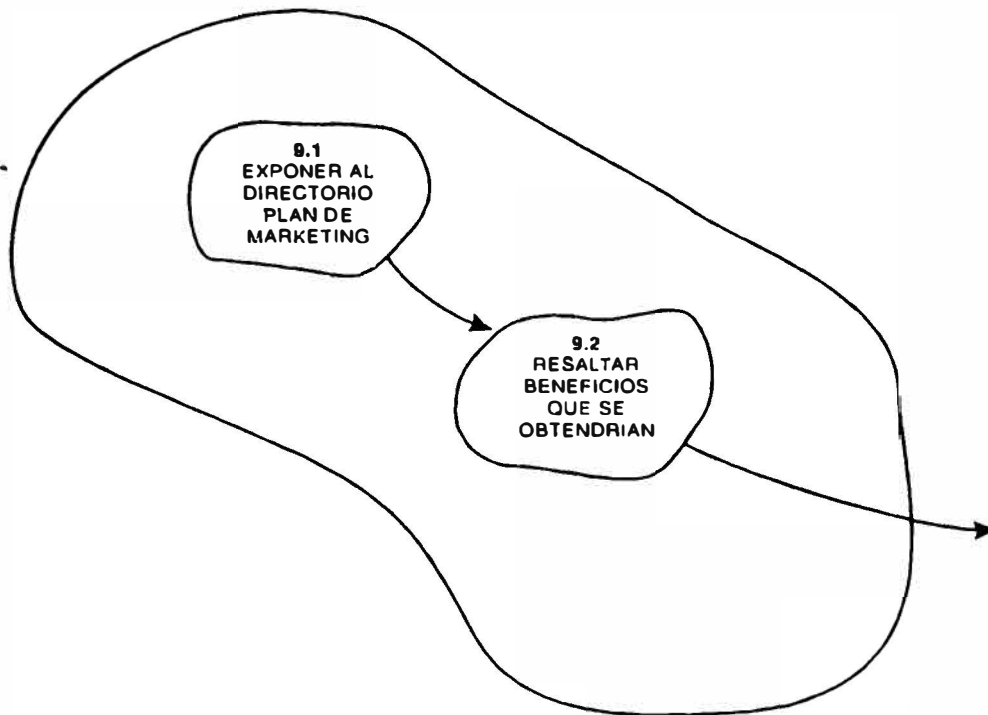 9.1
EXPONER AL
DIRECTORIO
PLAN DE
MARKETING
9.2
RESALTAR
BENEFICIOS
QUE SE
OBTENDRIAN